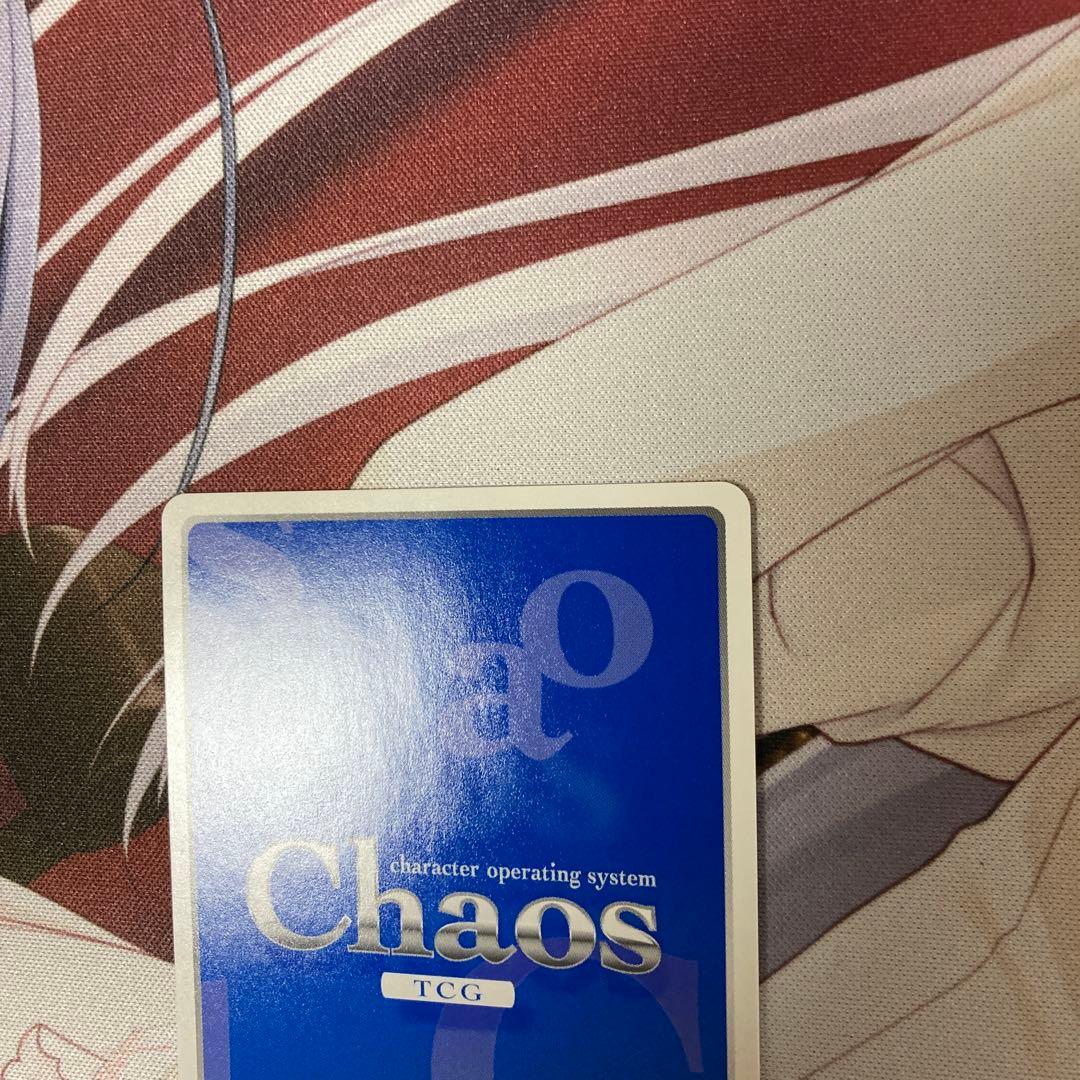 o
a
character operating system
Chaos
TCG
C